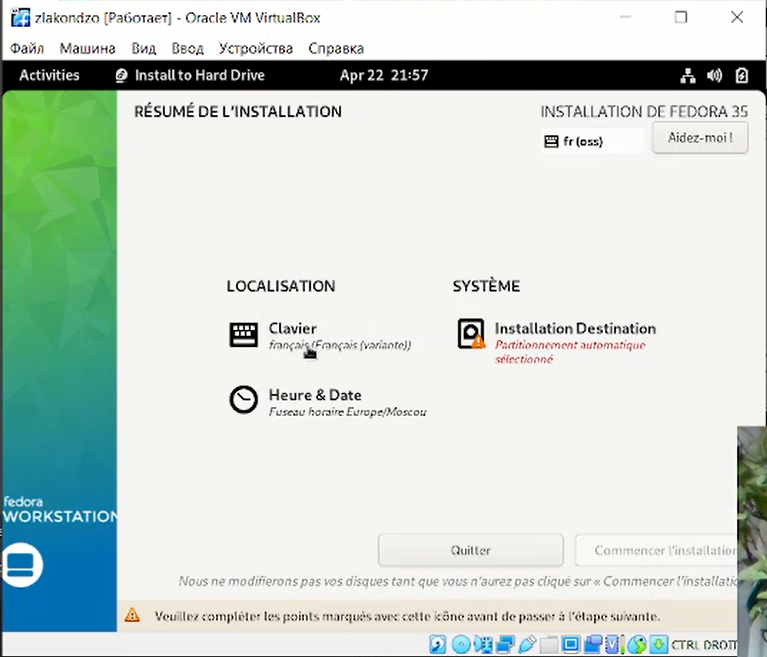 zlakondzo [Работает] - Oracle VM VirtualBox
Файл Машина Вид Ввод Устройства Справка
Activities Install to Hard Drive Apr 22 21:57
RÉSUMÉ DE L'INSTALLATION
INSTALLATION DE FEDORA 35
fr (oss)
Aidez-moi !
LOCALISATION
Clavier
français (Français (variante))
Heure & Date
Fuseau horaire Europe/Moscou
SYSTÈME
Installation Destination
Partitionnement automatique
sélectionné
fedora
WORKSTATION
Quitter
Commencer l'installation
Nous ne modifierons pas vos disques tant que vous n'aurez pas cliqué sur « Commencer l'installatio
Veuillez compléter les points marqués avec cette icône avant de passer à l'étape suivante.
CTRL DROIT